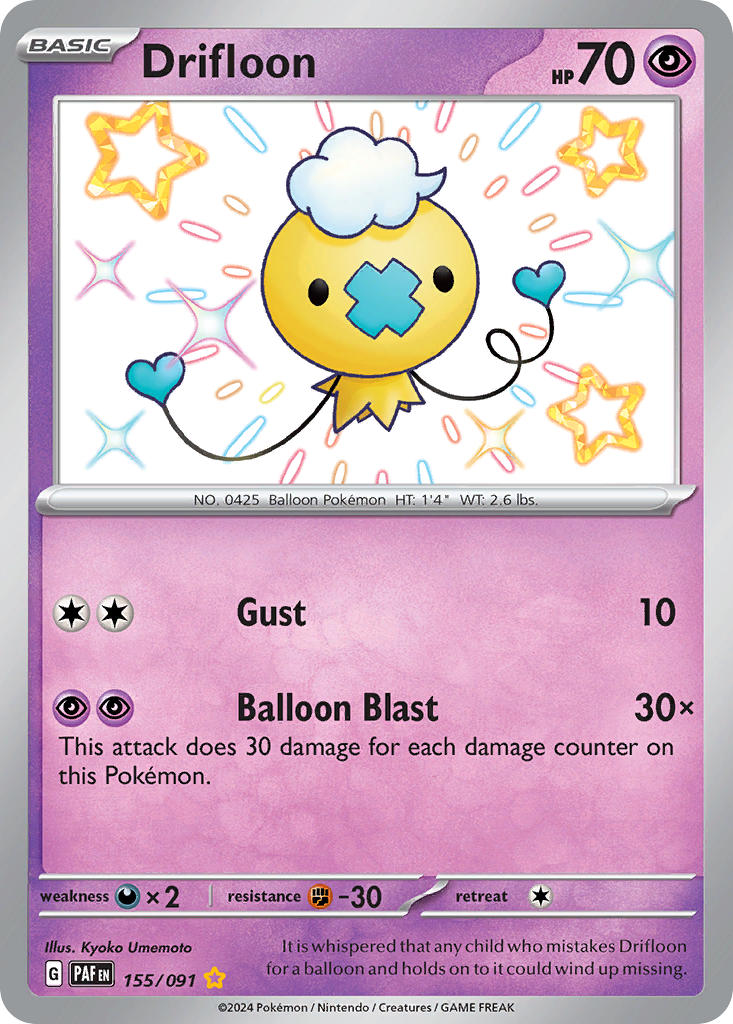 BASIC Drifloon HP 70
NO. 0425 Balloon Pokémon HT: 1'4" WT: 2.6 lbs.
Gust 10
Balloon Blast 30×
This attack does 30 damage for each damage counter on
this Pokémon.
weakness ×2 resistance -30 retreat
Illus. Kyoko Umemoto
It is whispered that any child who mistakes Drifloon
for a balloon and holds on to it could wind up missing.
G PAF EN 155/091
©2024 Pokémon / Nintendo / Creatures / GAME FREAK